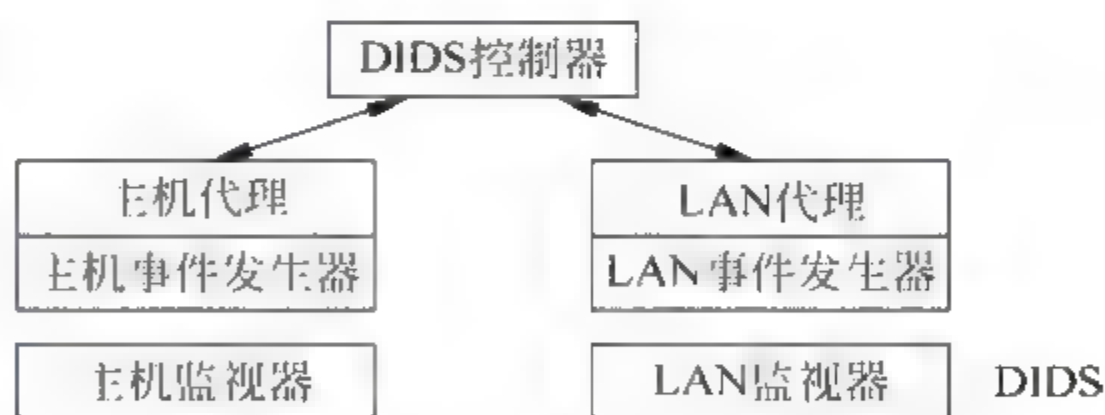 DIDS控制器
主机代理
LAN代理
主机事件发生器
LAN事件发生器
主机监视器
LAN监视器
DIDS